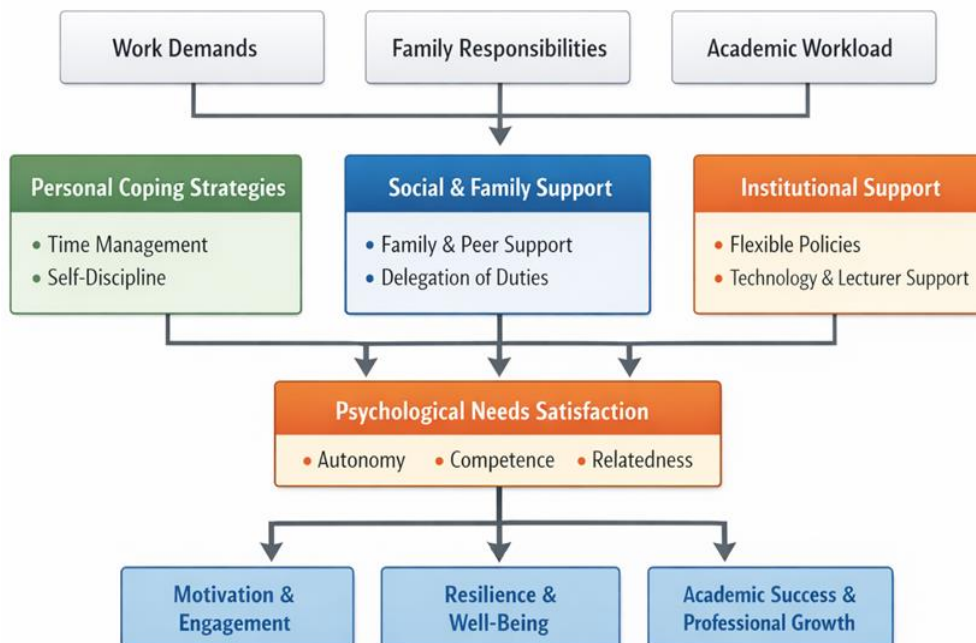 Work Demands
Family Responsibilities
Academic Workload
Personal Coping Strategies
• Time Management
• Self-Discipline
Social & Family Support
• Family & Peer Support
• Delegation of Duties
Institutional Support
• Flexible Policies
• Technology & Lecturer Support
Psychological Needs Satisfaction
• Autonomy • Competence • Relatedness
Motivation &
Engagement
Resilience &
Well-Being
Academic Success &
Professional Growth